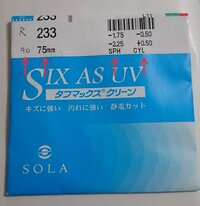 R 233 -1.75 -0.50
40 75mm -2.25 +0.50
SPH CYL
SIX AS UV
タフマックス クリーン
キズに強い 汚れに強い 静電カット
SOLA